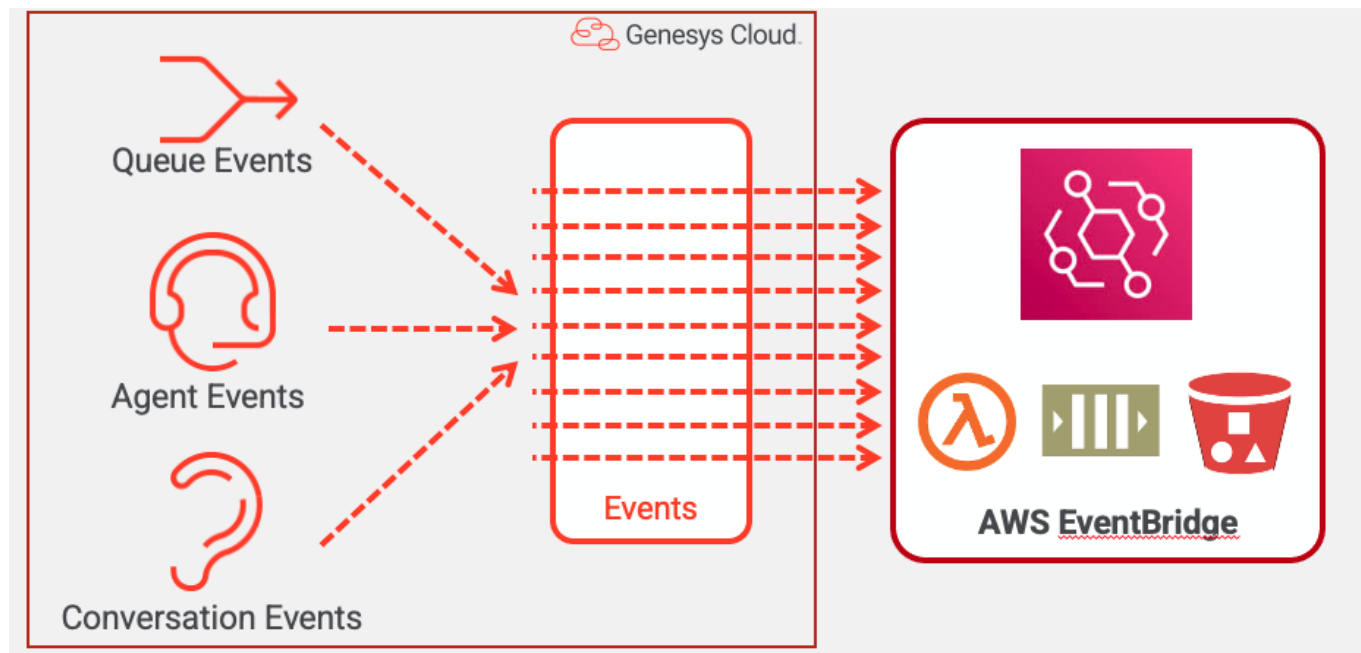 Genesys Cloud.
Queue Events
Agent Events
Conversation Events
Events
λ
AWS EventBridge